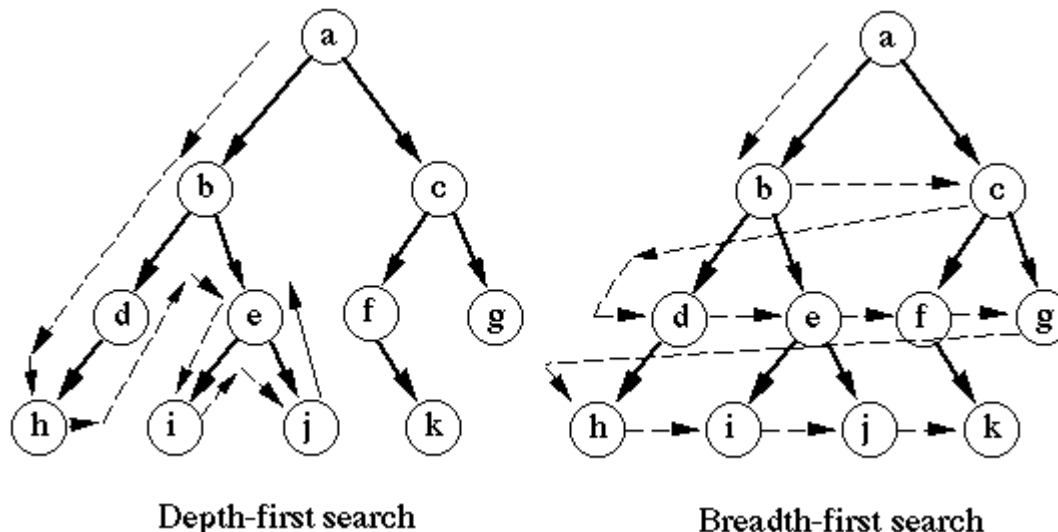 a a
b c b c
d e f g d e f g
h i j k h i j k
Depth-first search Breadth-first search